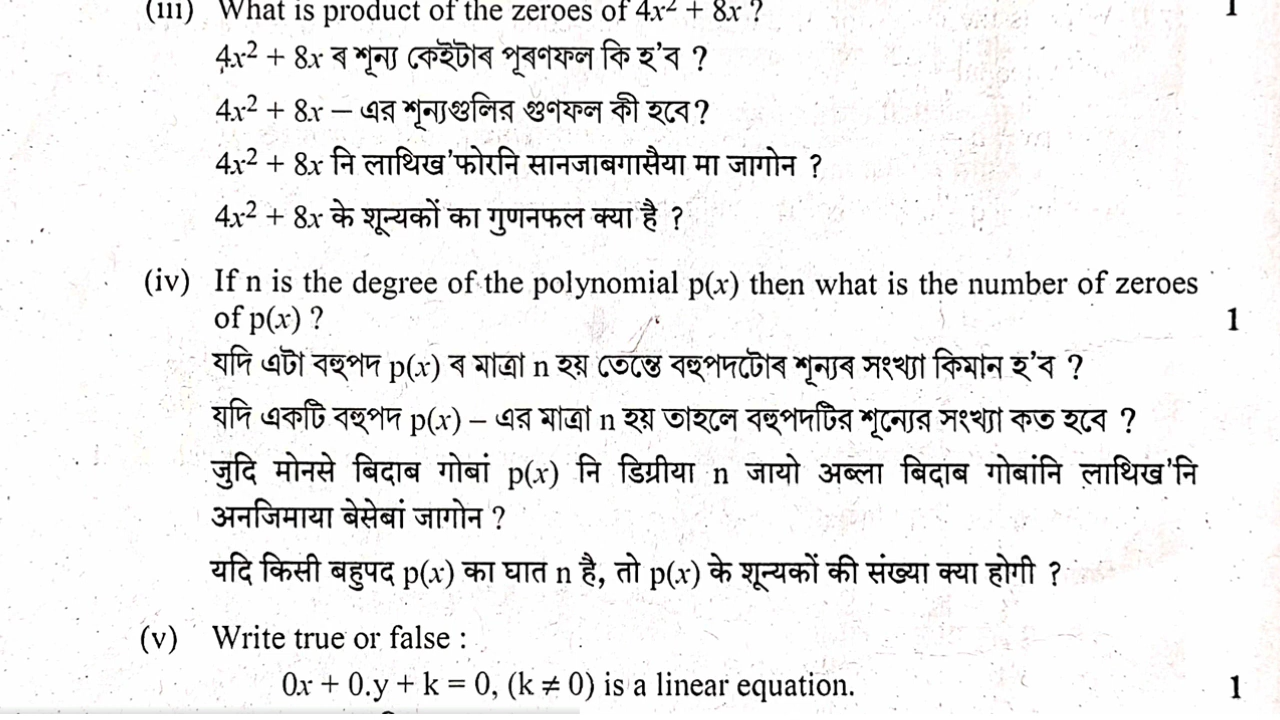 (iii) What is product of the zeroes of 4x² + 8x ? 1
4x² + 8x ৰ শূন্য কেইটাৰ পূৰণফল কি হ'ব ?
4x² + 8x – এর শূন্যগুলির গুণফল কী হবে?
4x² + 8x नि लाथिख'फोरनि सानजाबगासैया मा जागोन ?
4x² + 8x के शून्यकों का गुणनफल क्या है ?
(iv) If n is the degree of the polynomial p(x) then what is the number of zeroes
of p(x) ? 1
যদি এটা বহুপদ p(x) ৰ মাত্ৰা n হয় তেন্তে বহুপদটোৰ শূন্যৰ সংখ্যা কিমান হ'ব ?
যদি একটি বহুপদ p(x) – এর মাত্রা n হয় তাহলে বহুপদটির শূন্যের সংখ্যা কত হবে ?
जुदि मोनसे बिदाब गोबां p(x) नि डिग्रीया n जायो अब्ला बिदाब गोबांनि लाथिख'नि
अनजिमाया बेसेबां जागोन ?
यदि किसी बहुपद p(x) का घात n है, तो p(x) के शून्यकों की संख्या क्या होगी ?
(v) Write true or false :
0x + 0.y + k = 0, (k ≠ 0) is a linear equation. 1